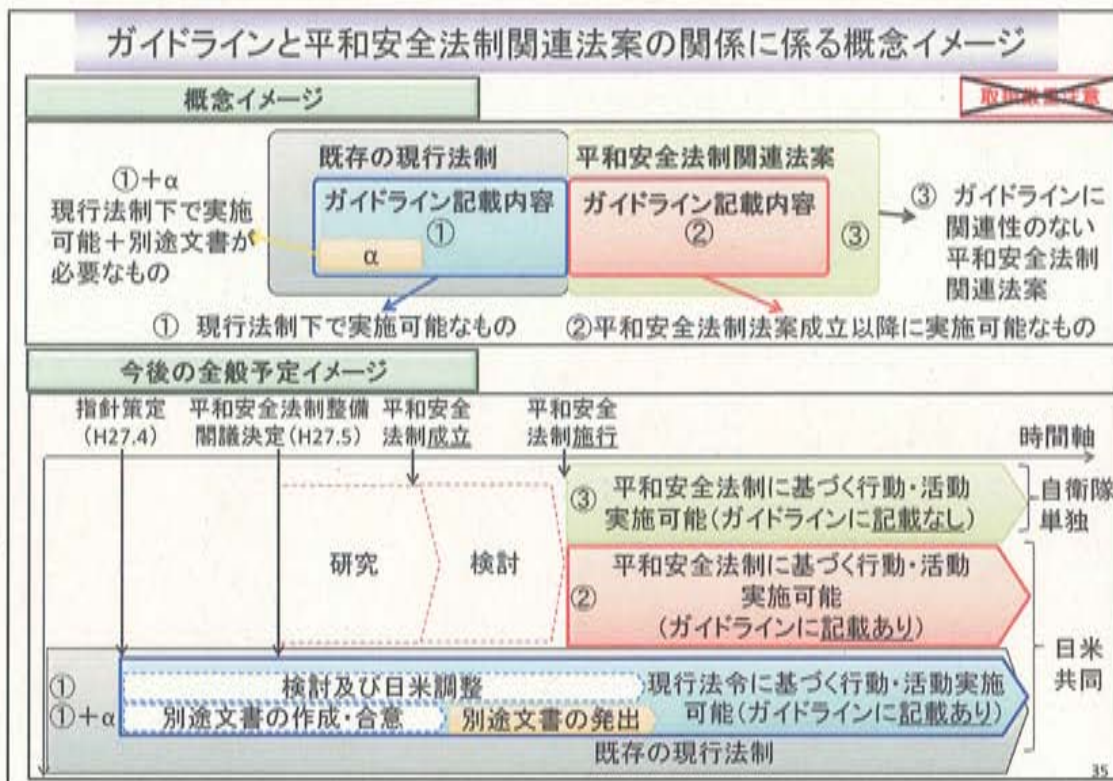 ガイドラインと平和安全法制関連法案の関係に係る概念イメージ
概念イメージ
取扱厳重注意
既存の現行法制
平和安全法制関連法案
①+α
現行法制下で実施
可能+別途文書が
必要なもの
ガイドライン記載内容
①
α
ガイドライン記載内容
②
③
③ ガイドラインに
関連性のない
平和安全法制
関連法案
① 現行法制下で実施可能なもの
②平和安全法制法案成立以降に実施可能なもの
今後の全般予定イメージ
指針策定
(H27.4)
平和安全法制整備
閣議決定(H27.5)
平和安全
法制成立
平和安全
法制施行
時間軸
③
平和安全法制に基づく行動・活動
実施可能(ガイドラインに記載なし)
自衛隊
単独
研究
検討
②
平和安全法制に基づく行動・活動
実施可能
(ガイドラインに記載あり)
日米
共同
①
①+α
検討及び日米調整
別途文書の作成・合意
別途文書の発出
現行法令に基づく行動・活動実施
可能(ガイドラインに記載あり)
既存の現行法制
35